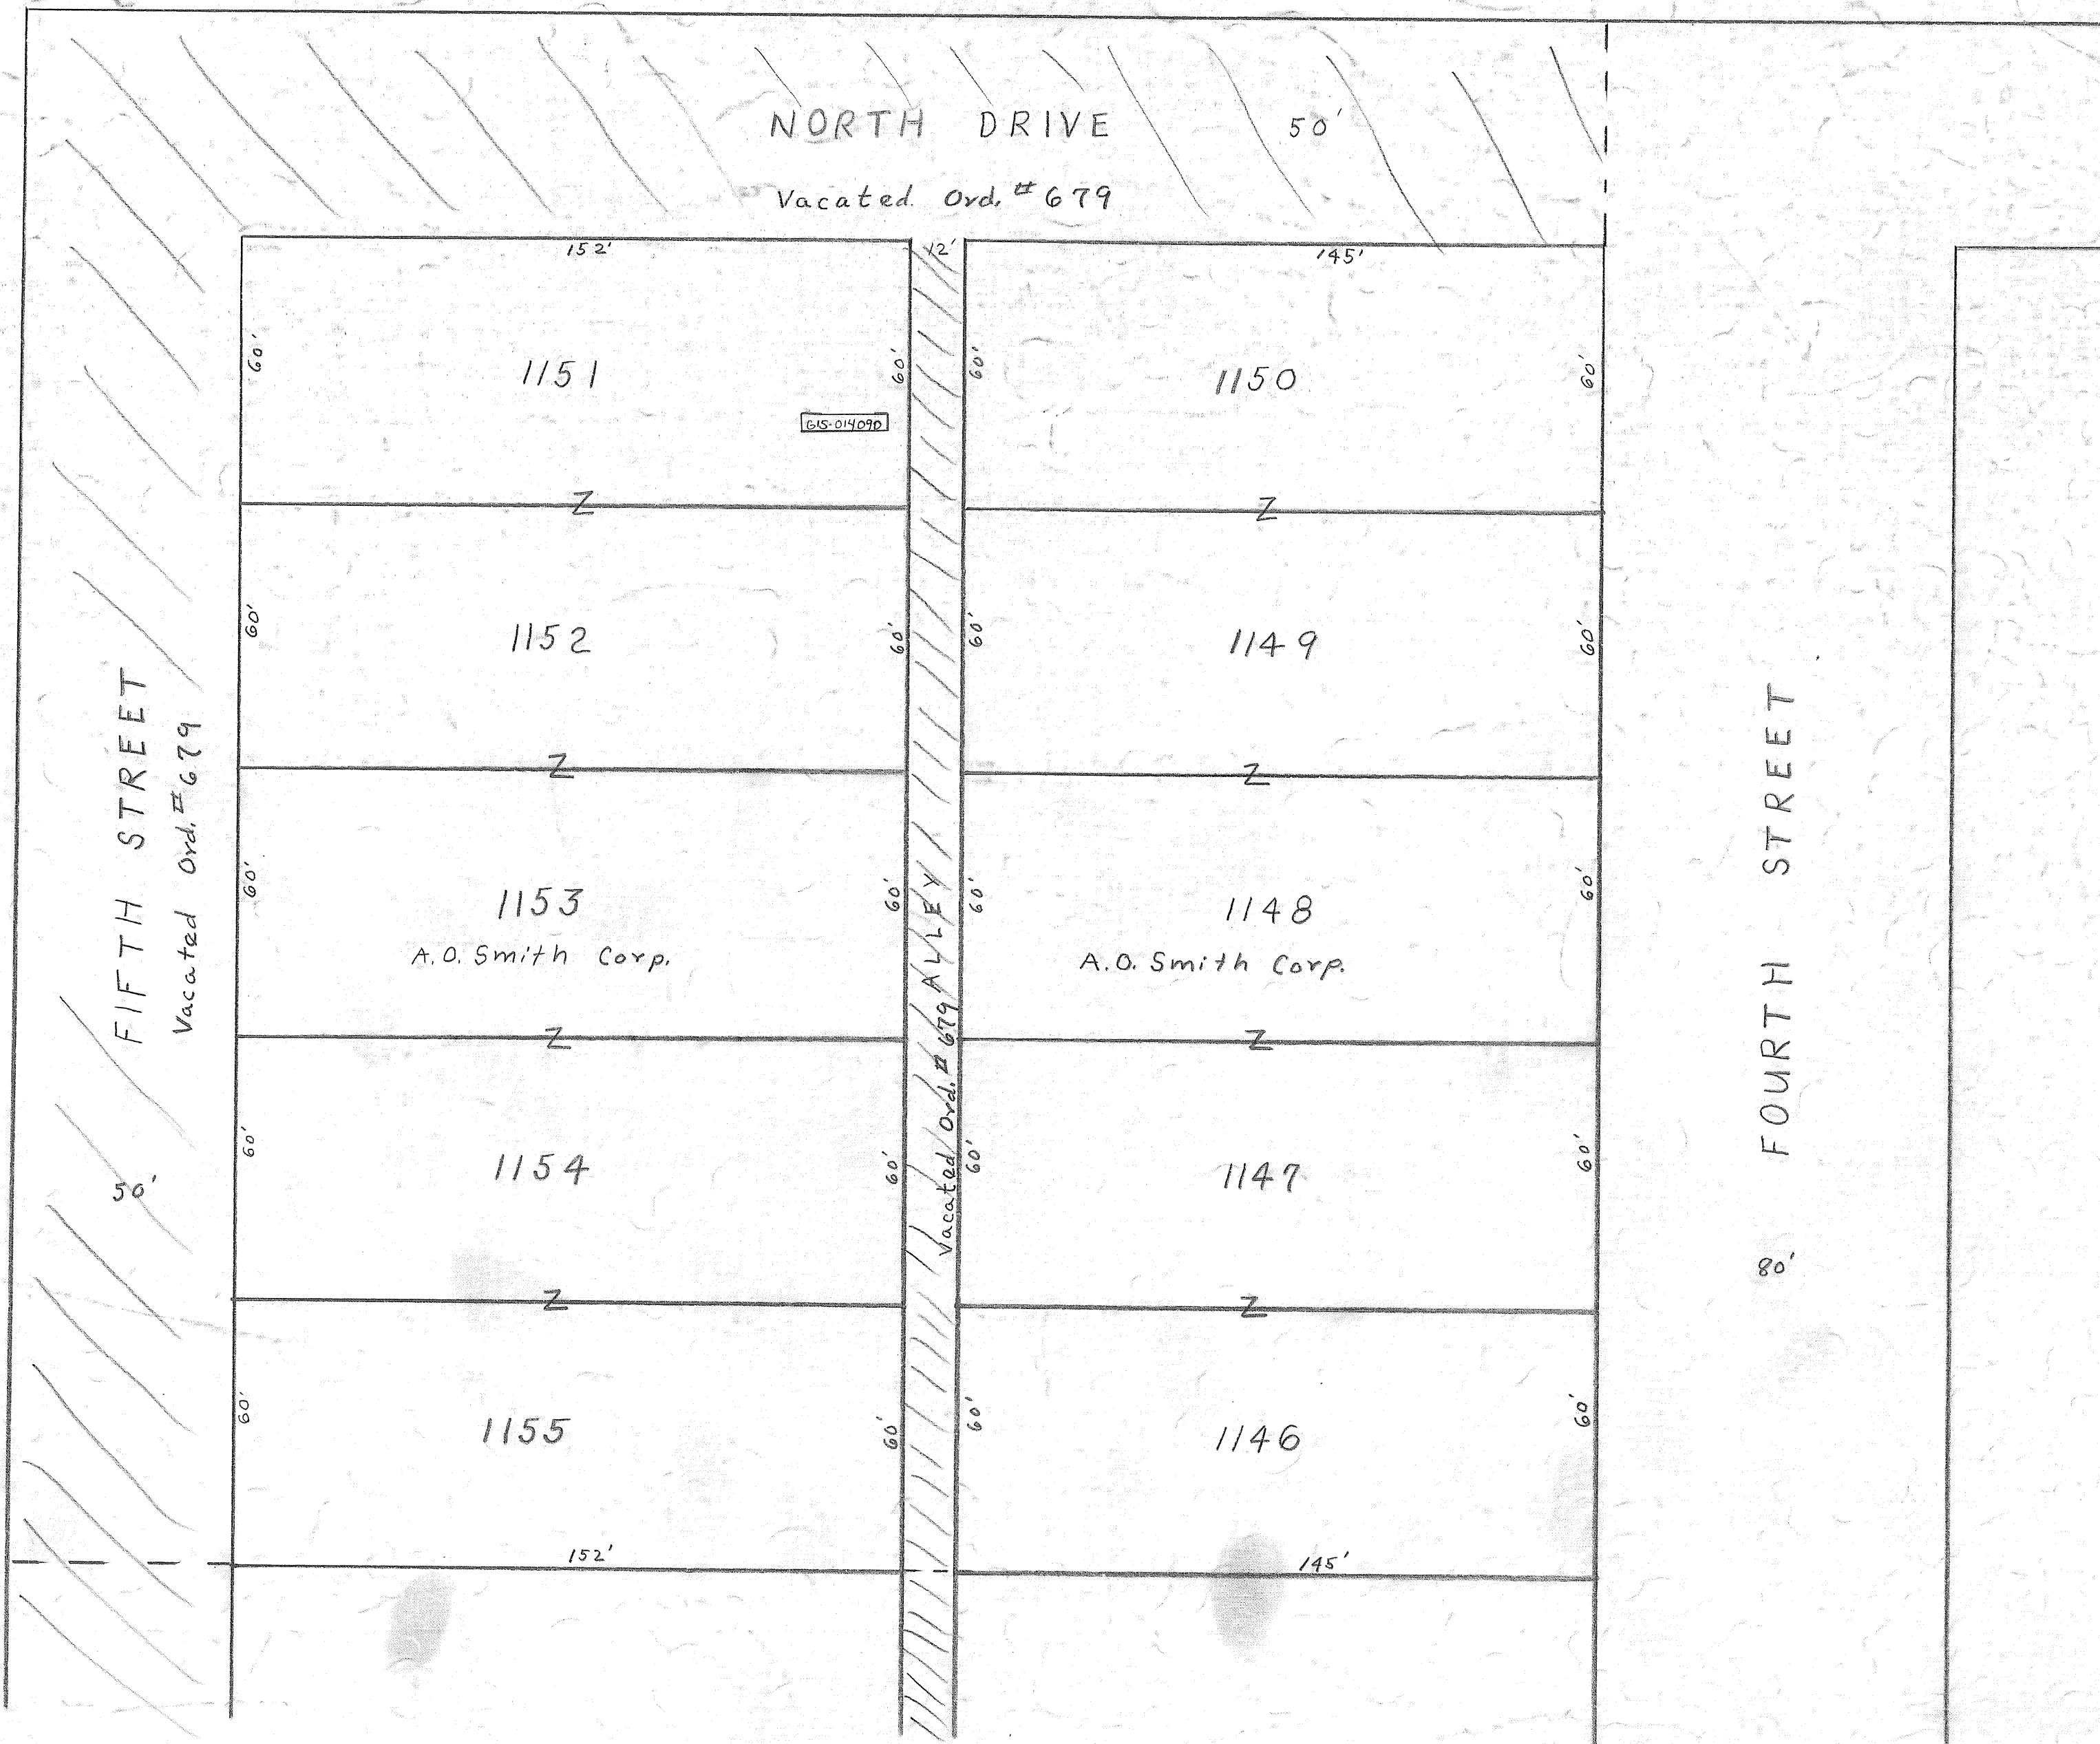 NORTH DRIVE 50'
Vacated. Ord. # 679
152'
12'
145'
60'
1151
60'
60'
1150
60'
GIS-014090
Z
Z
60'
1152
60'
60'
1149
60'
Z
Z
FIFTH STREET
Vacated Ord. # 679
50'
60'
1153
A.O. Smith Corp.
60'
ALLEY
Vacated Ord. # 679
60'
1148
A.O. Smith Corp.
60'
FOURTH STREET
80'
Z
Z
60'
1154
60'
60'
1147
60'
Z
Z
60'
1155
60'
60'
1146
60'
152'
145'